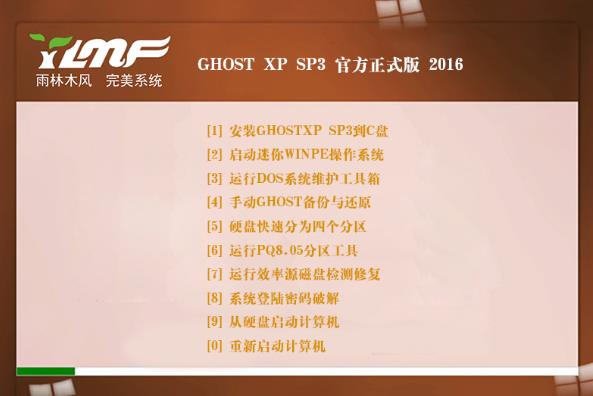 YLMF
雨林木风 完美系统
GHOST XP SP3 官方正式版 2016
[1] 安装GHOSTXP SP3到C盘
[2] 启动迷你WINPE操作系统
[3] 运行DOS系统维护工具箱
[4] 手动GHOST备份与还原
[5] 硬盘快速分为四个分区
[6] 运行PQ8.05分区工具
[7] 运行效率源磁盘检测修复
[8] 系统登陆密码破解
[9] 从硬盘启动计算机
[0] 重新启动计算机